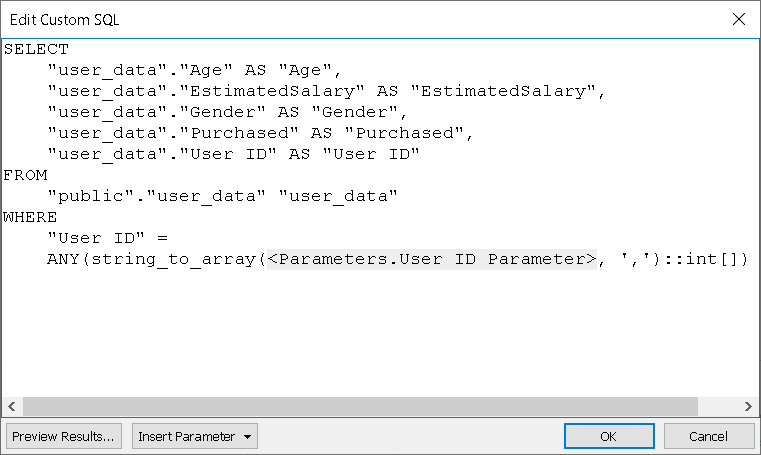 Edit Custom SQL
SELECT
"user_data"."Age" AS "Age",
"user_data"."EstimatedSalary" AS "EstimatedSalary",
"user_data"."Gender" AS "Gender",
"user_data"."Purchased" AS "Purchased",
"user_data"."User ID" AS "User ID"
FROM
"public"."user_data" "user_data"
WHERE
"User ID" =
ANY(string_to_array(<Parameters.User ID Parameter>, ',')::int[])
Preview Results... Insert Parameter OK Cancel